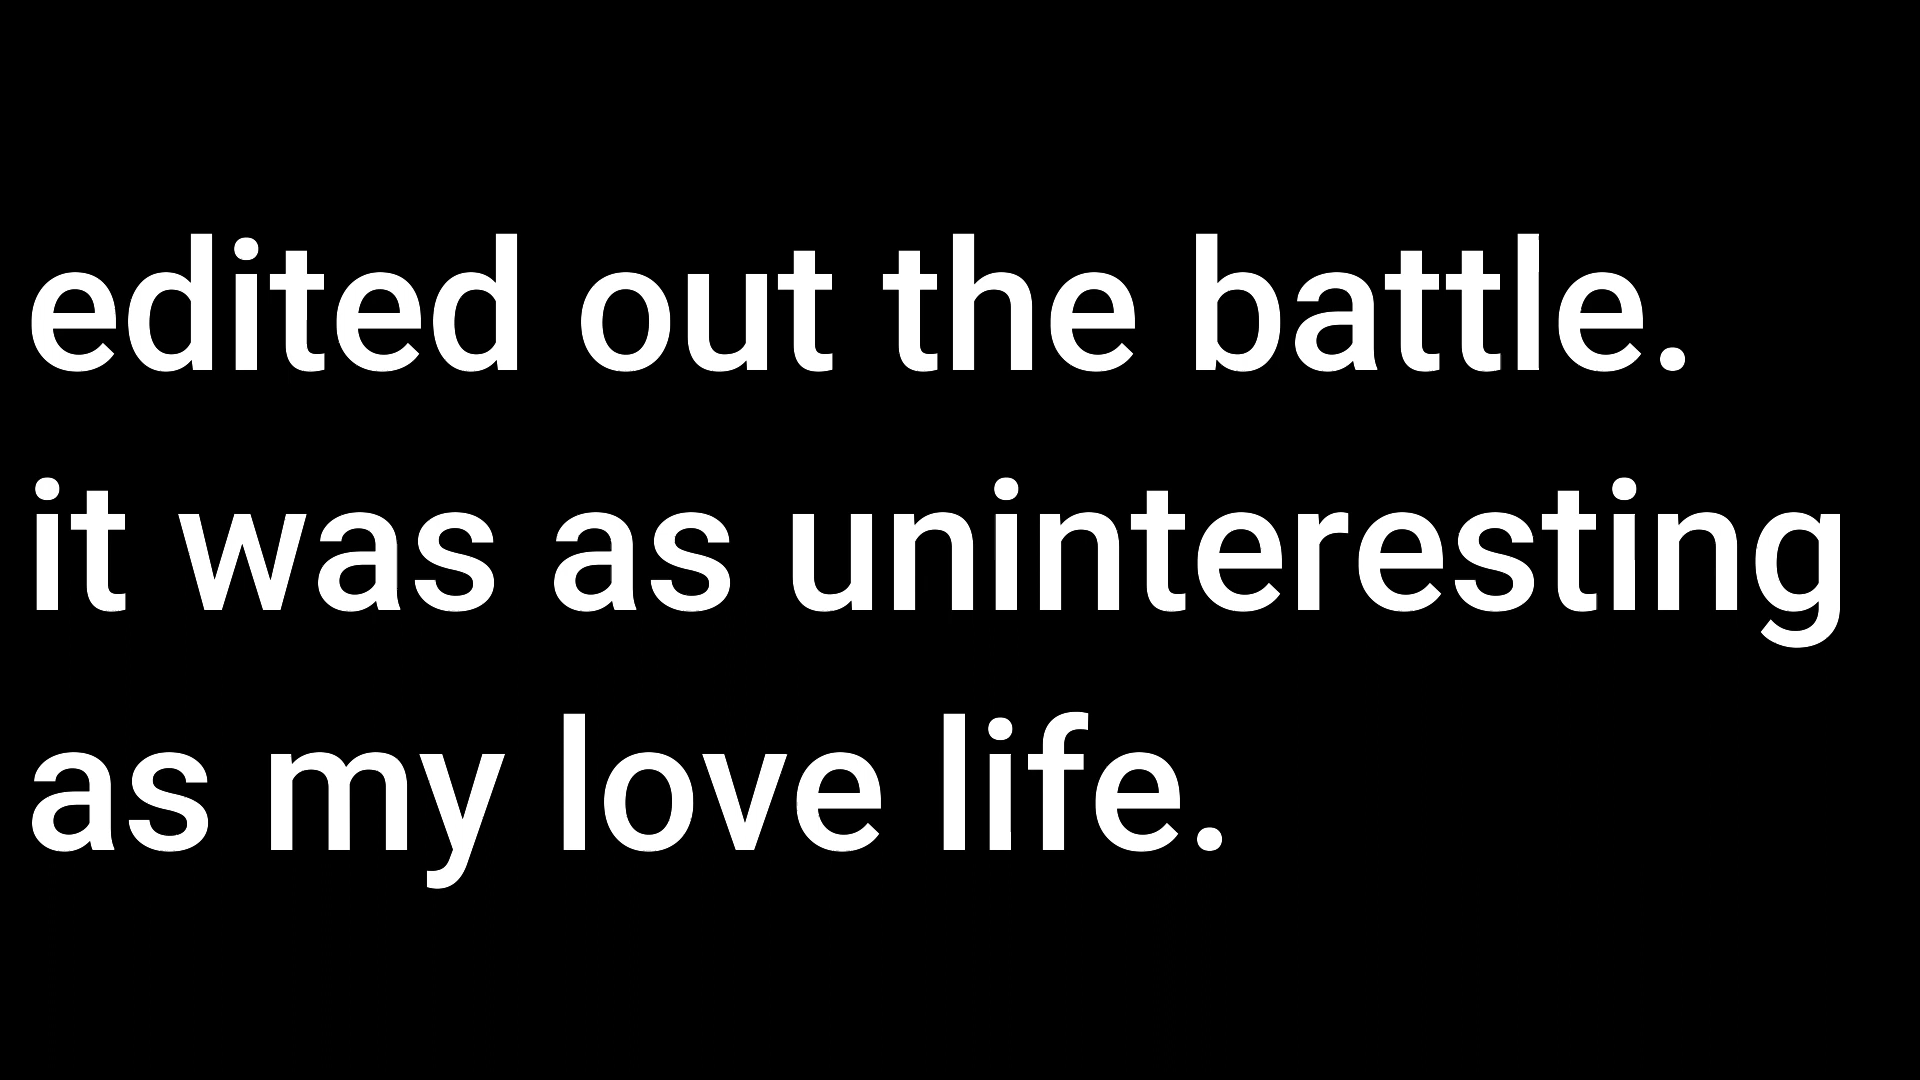 edited out the battle.
it was as uninteresting
as my love life.